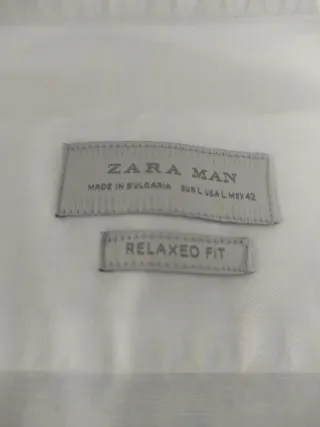 ZARA MAN
MADE IN BULGARIA EUR L USA L MEX 42
RELAXED FIT